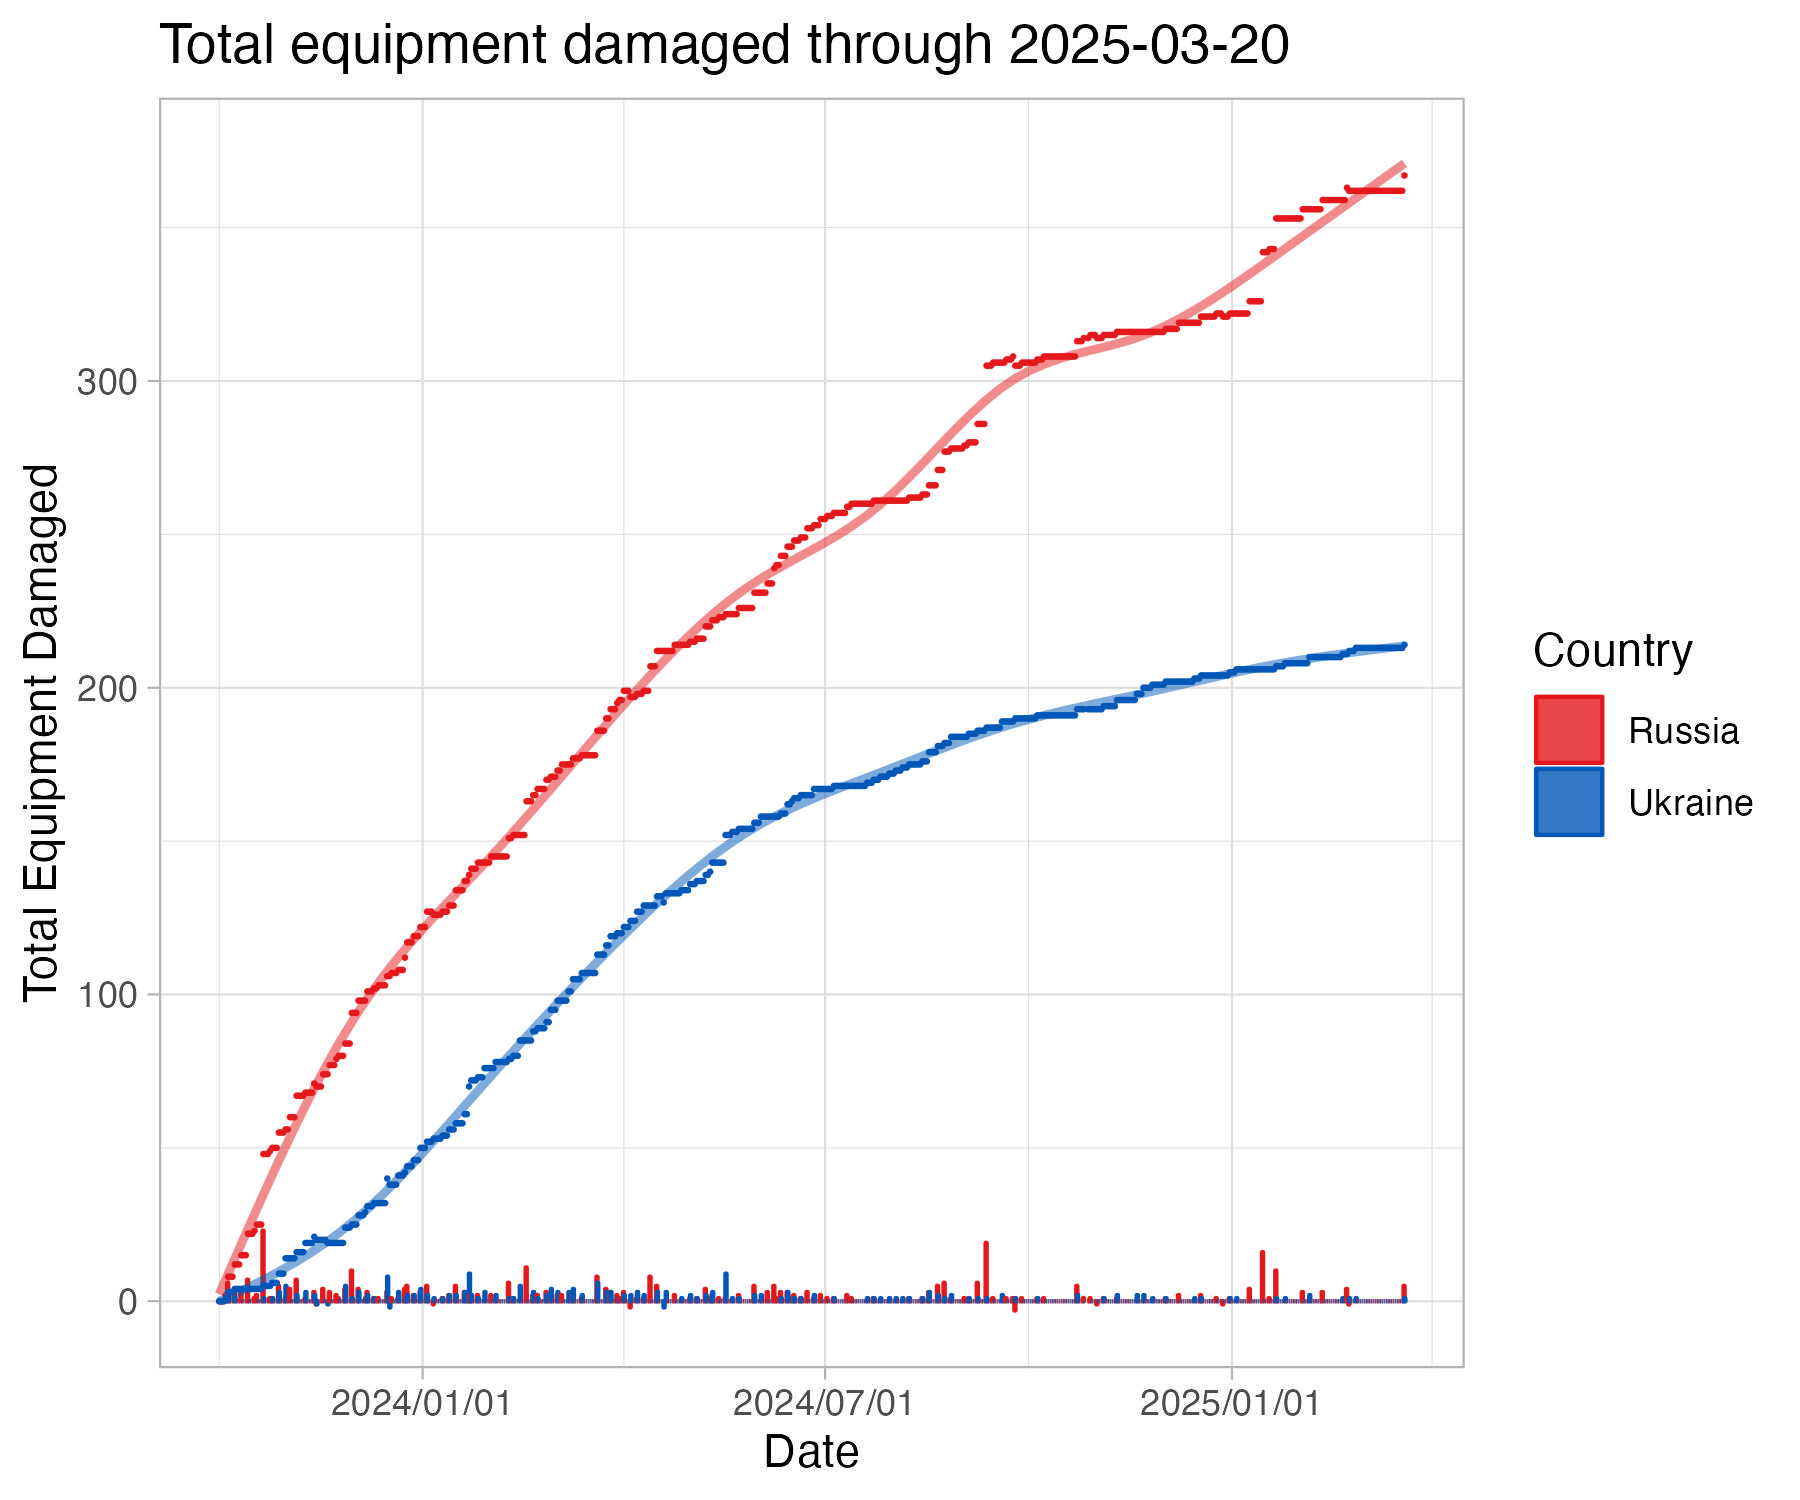 Total equipment damaged through 2025-03-20
Total Equipment Damaged
300
200
100
0
2024/01/01
2024/07/01
2025/01/01
Date
Country
Russia
Ukraine